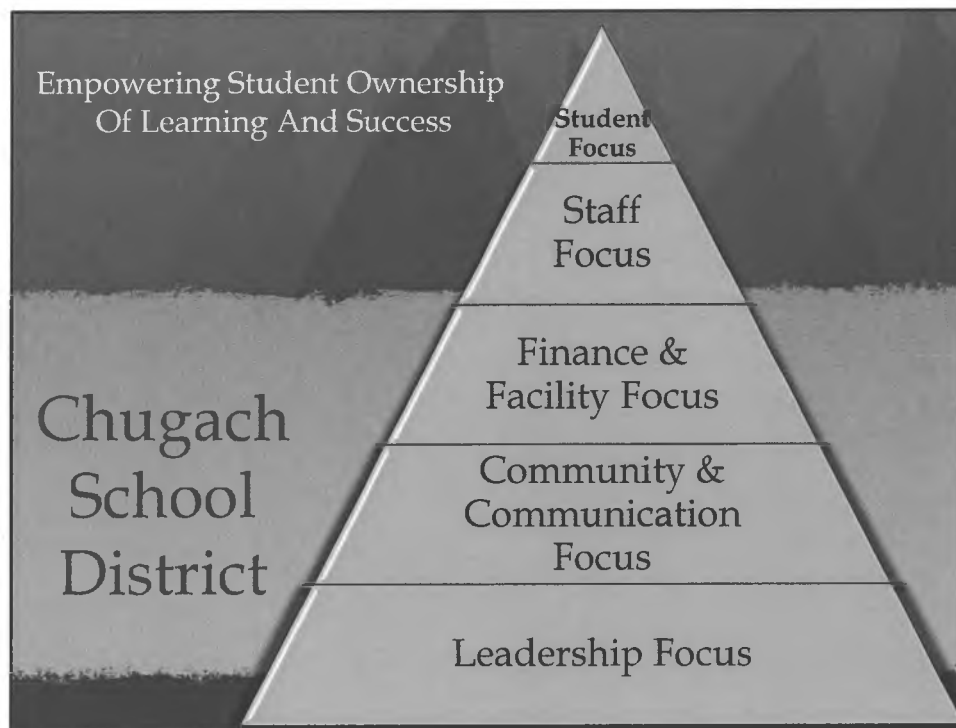 Empowering Student Ownership
Of Learning And Success
Chugach
School
District
Student
Focus
Staff
Focus
Finance &
Facility Focus
Community &
Communication
Focus
Leadership Focus